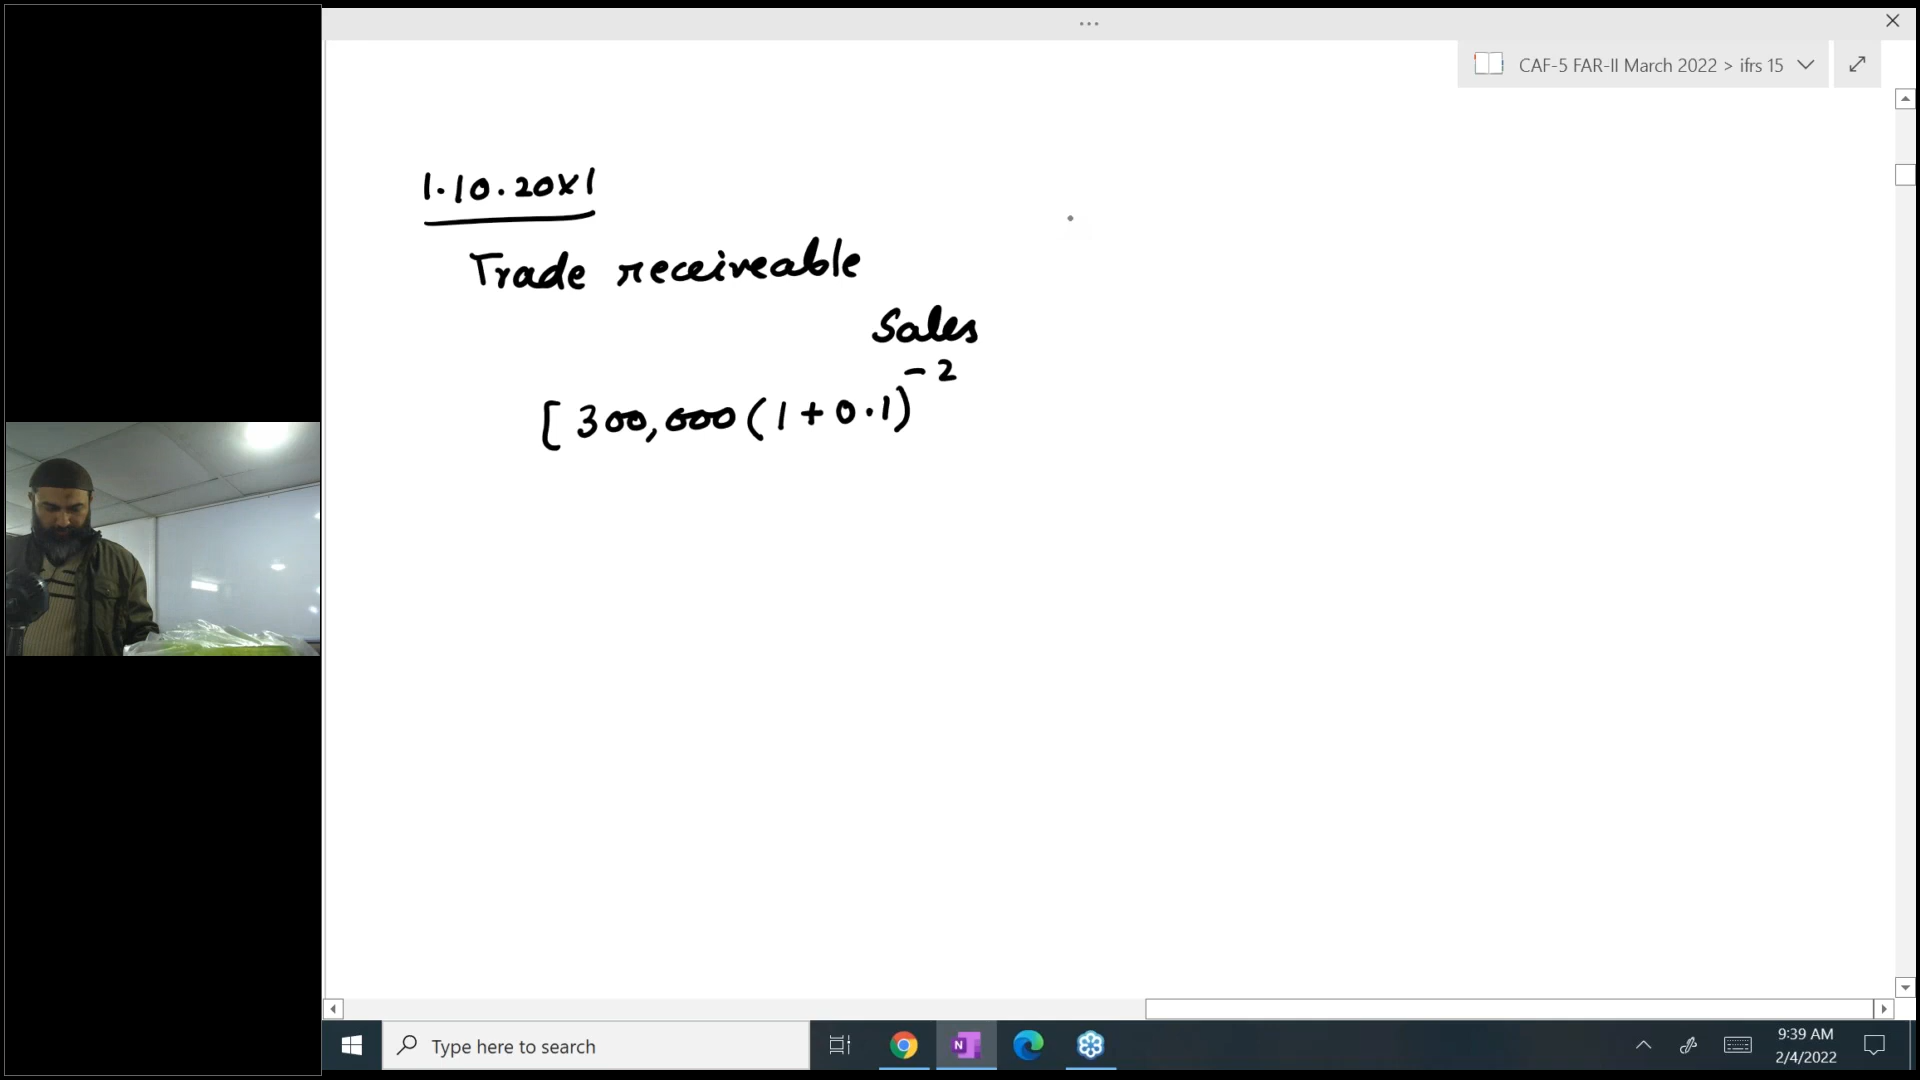 CAF-5 FAR-II March 2022 > ifrs 15
1.10.20x1
Trade receiveable
Sales
[300,000(1+0.1)
-2
Type here to search
9:39 AM
2/4/2022